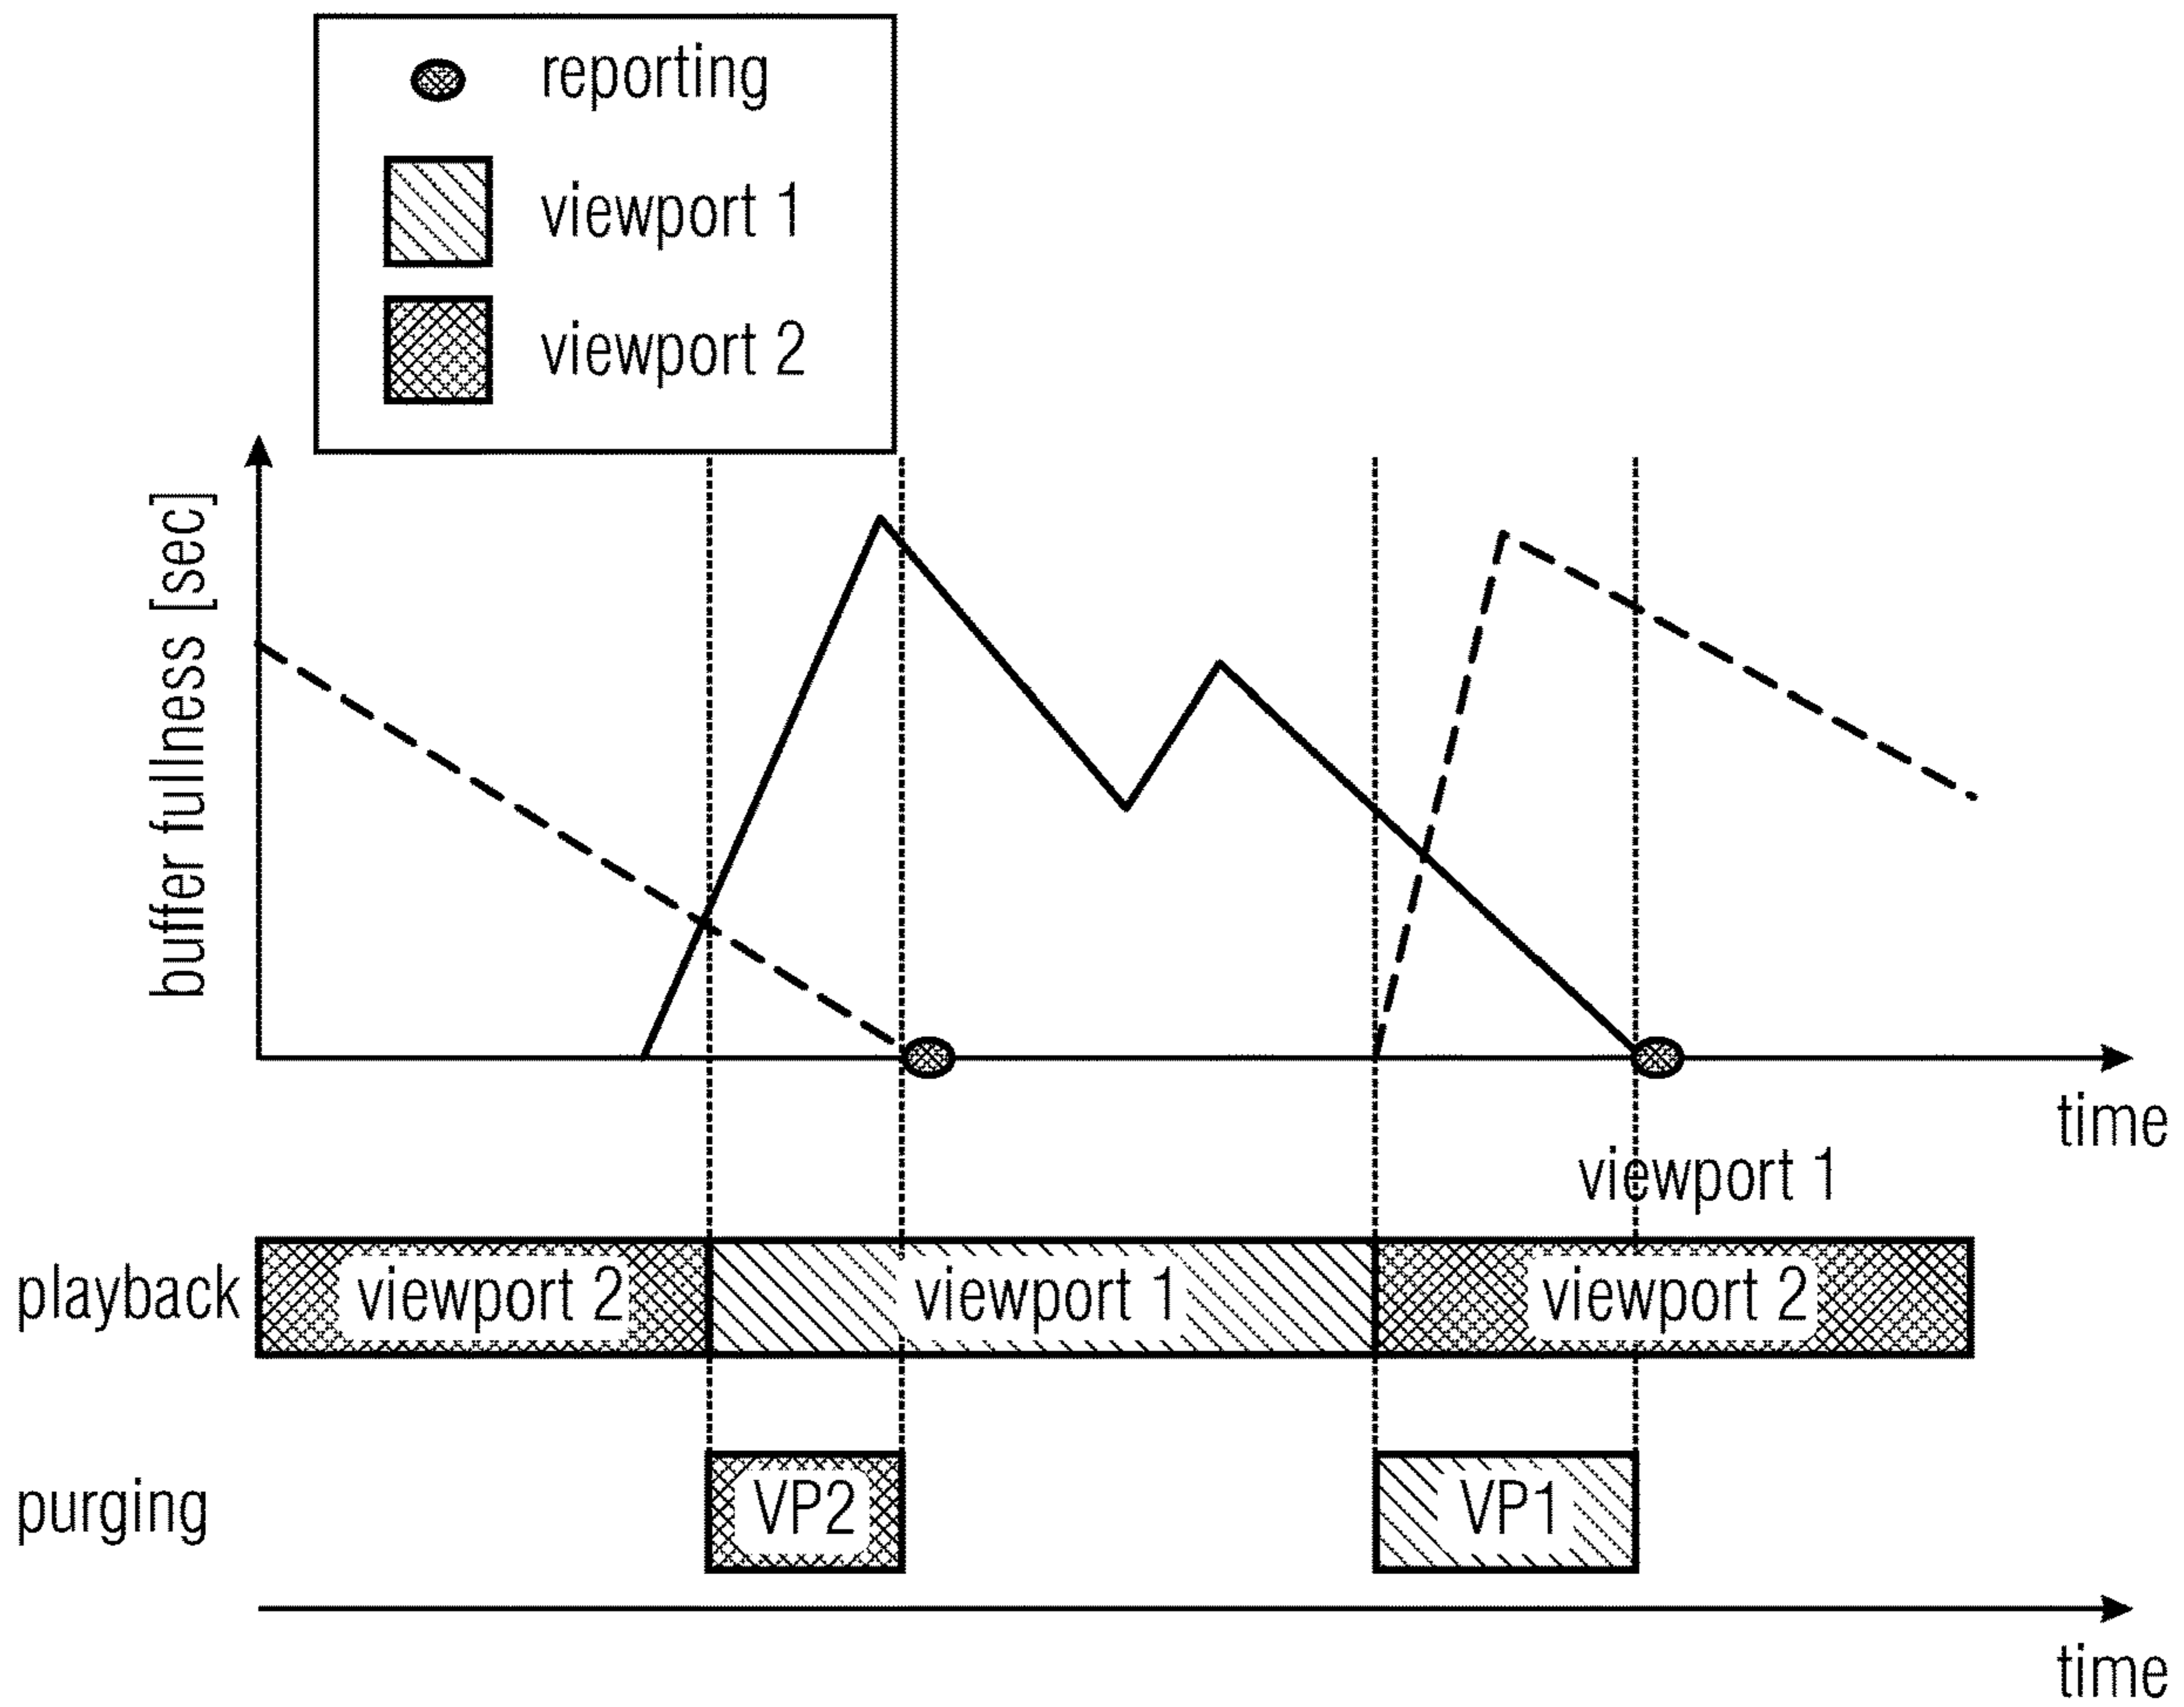 reporting
viewport 1
viewport 2
buffer fullness [sec]
time
viewport 1
playback
viewport 2
viewport 1
viewport 2
purging
VP2
VP1
time